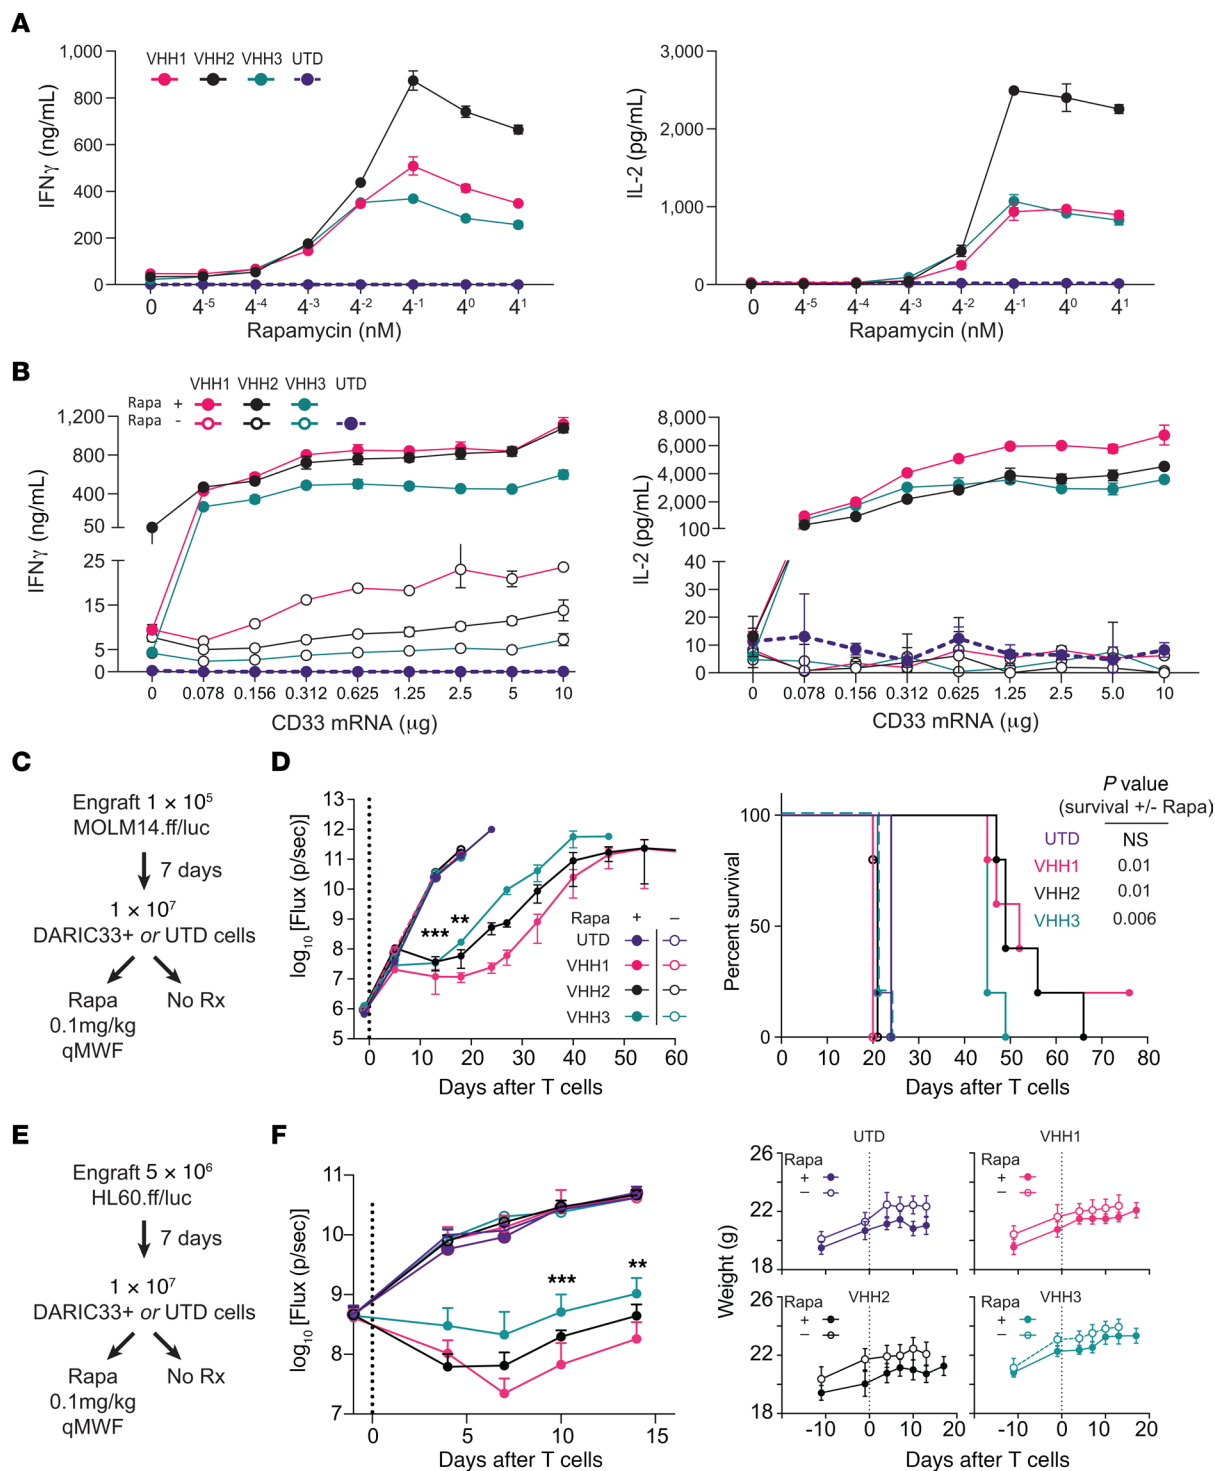 A
VHH1 VHH2 VHH3 UTD
IFNγ (ng/mL)
1,000
800
600
400
200
0
0 4⁻⁵ 4⁻⁴ 4⁻³ 4⁻² 4⁻¹ 4⁰ 4¹
Rapamycin (nM)
IL-2 (pg/mL)
3,000
2,000
1,000
0
0 4⁻⁵ 4⁻⁴ 4⁻³ 4⁻² 4⁻¹ 4⁰ 4¹
Rapamycin (nM)
B
VHH1 VHH2 VHH3 UTD
Rapa +
Rapa -
IFNγ (ng/mL)
1,200
800
400
50
25
15
5
0
0 0.078 0.156 0.312 0.625 1.25 2.5 5 10
CD33 mRNA (μg)
IL-2 (pg/mL)
8,000
6,000
4,000
2,000
100
40
30
20
10
0
0 0.078 0.156 0.312 0.625 1.25 2.5 5.0 10
CD33 mRNA (μg)
C
Engraft 1 × 10⁵
MOLM14.ff/luc
7 days
1 × 10⁷
DARIC33+ or UTD cells
Rapa No Rx
0.1mg/kg
qMWF
D
log₁₀ [Flux (p/sec)]
13
12
11
10
9
8
7
6
5
*** **
Rapa + −
UTD
VHH1
VHH2
VHH3
0 10 20 30 40 50 60
Days after T cells
Percent survival
100
50
0
P value
(survival +/- Rapa)
UTD NS
VHH1 0.01
VHH2 0.01
VHH3 0.006
0 10 20 30 40 50 60 70 80
Days after T cells
E
Engraft 5 × 10⁶
HL60.ff/luc
7 days
1 × 10⁷
DARIC33+ or UTD cells
Rapa No Rx
0.1mg/kg
qMWF
F
log₁₀ [Flux (p/sec)]
11
10
9
8
7
*** **
0 5 10 15
Days after T cells
Weight (g)
UTD VHH1
26
22
18
Rapa
+
−
Rapa
+
−
VHH2 VHH3
26
22
18
Rapa
+
−
Rapa
+
−
-10 0 10 20 -10 0 10 20
Days after T cells